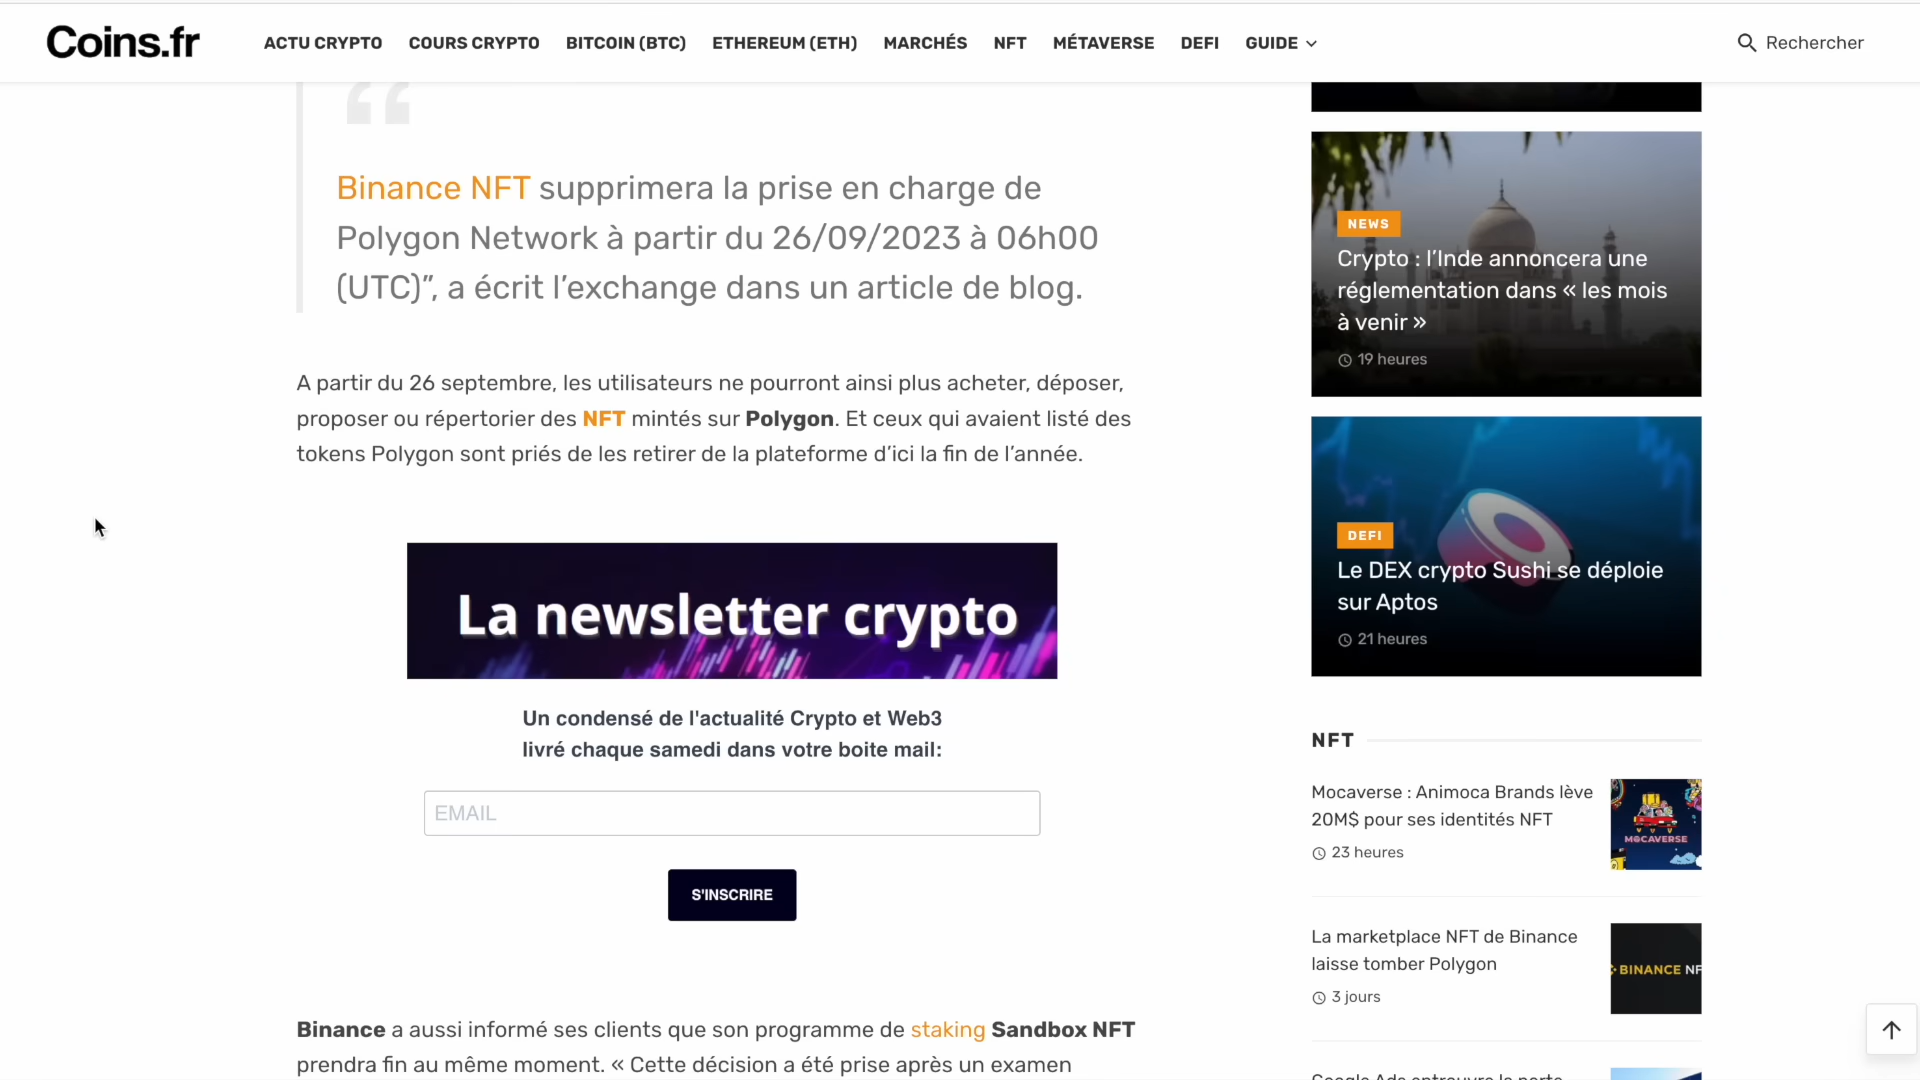 Coins.fr
ACTU CRYPTO
COURS CRYPTO
BITCOIN (BTC)
ETHEREUM (ETH)
MARCHÉS
NFT
MÉTAVERSE
DEFI
GUIDE
Rechercher
“
Binance NFT supprimera la prise en charge de
Polygon Network à partir du 26/09/2023 à 06h00
(UTC)”, a écrit l’exchange dans un article de blog.
A partir du 26 septembre, les utilisateurs ne pourront ainsi plus acheter, déposer,
proposer ou répertorier des NFT mintés sur Polygon. Et ceux qui avaient listé des
tokens Polygon sont priés de les retirer de la plateforme d’ici la fin de l’année.
La newsletter crypto
Un condensé de l'actualité Crypto et Web3
livré chaque samedi dans votre boite mail:
EMAIL
S'INSCRIRE
Binance a aussi informé ses clients que son programme de staking Sandbox NFT
prendra fin au même moment. « Cette décision a été prise après un examen
NEWS
Crypto : l’Inde annoncera une
réglementation dans « les mois
à venir »
19 heures
DEFI
Le DEX crypto Sushi se déploie
sur Aptos
21 heures
NFT
Mocaverse : Animoca Brands lève
20M$ pour ses identités NFT
23 heures
MOCAVERSE
La marketplace NFT de Binance
laisse tomber Polygon
3 jours
BINANCE NF